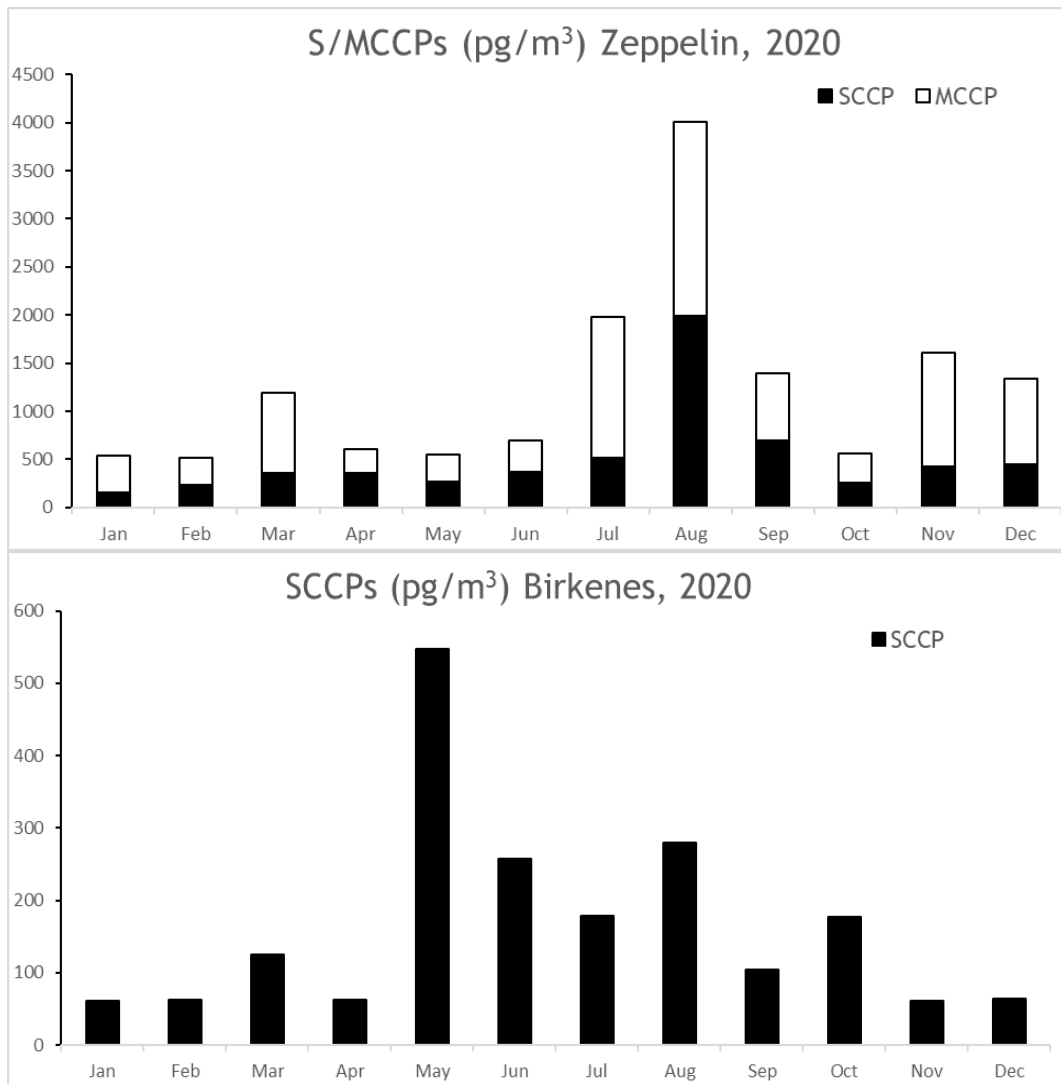 S/MCCPs (pg/m³) Zeppelin, 2020
SCCP MCCP
4500
4000
3500
3000
2500
2000
1500
1000
500
0
Jan Feb Mar Apr May Jun Jul Aug Sep Oct Nov Dec
SCCPs (pg/m³) Birkenes, 2020
SCCP
600
500
400
300
200
100
0
Jan Feb Mar Apr May Jun Jul Aug Sep Oct Nov Dec